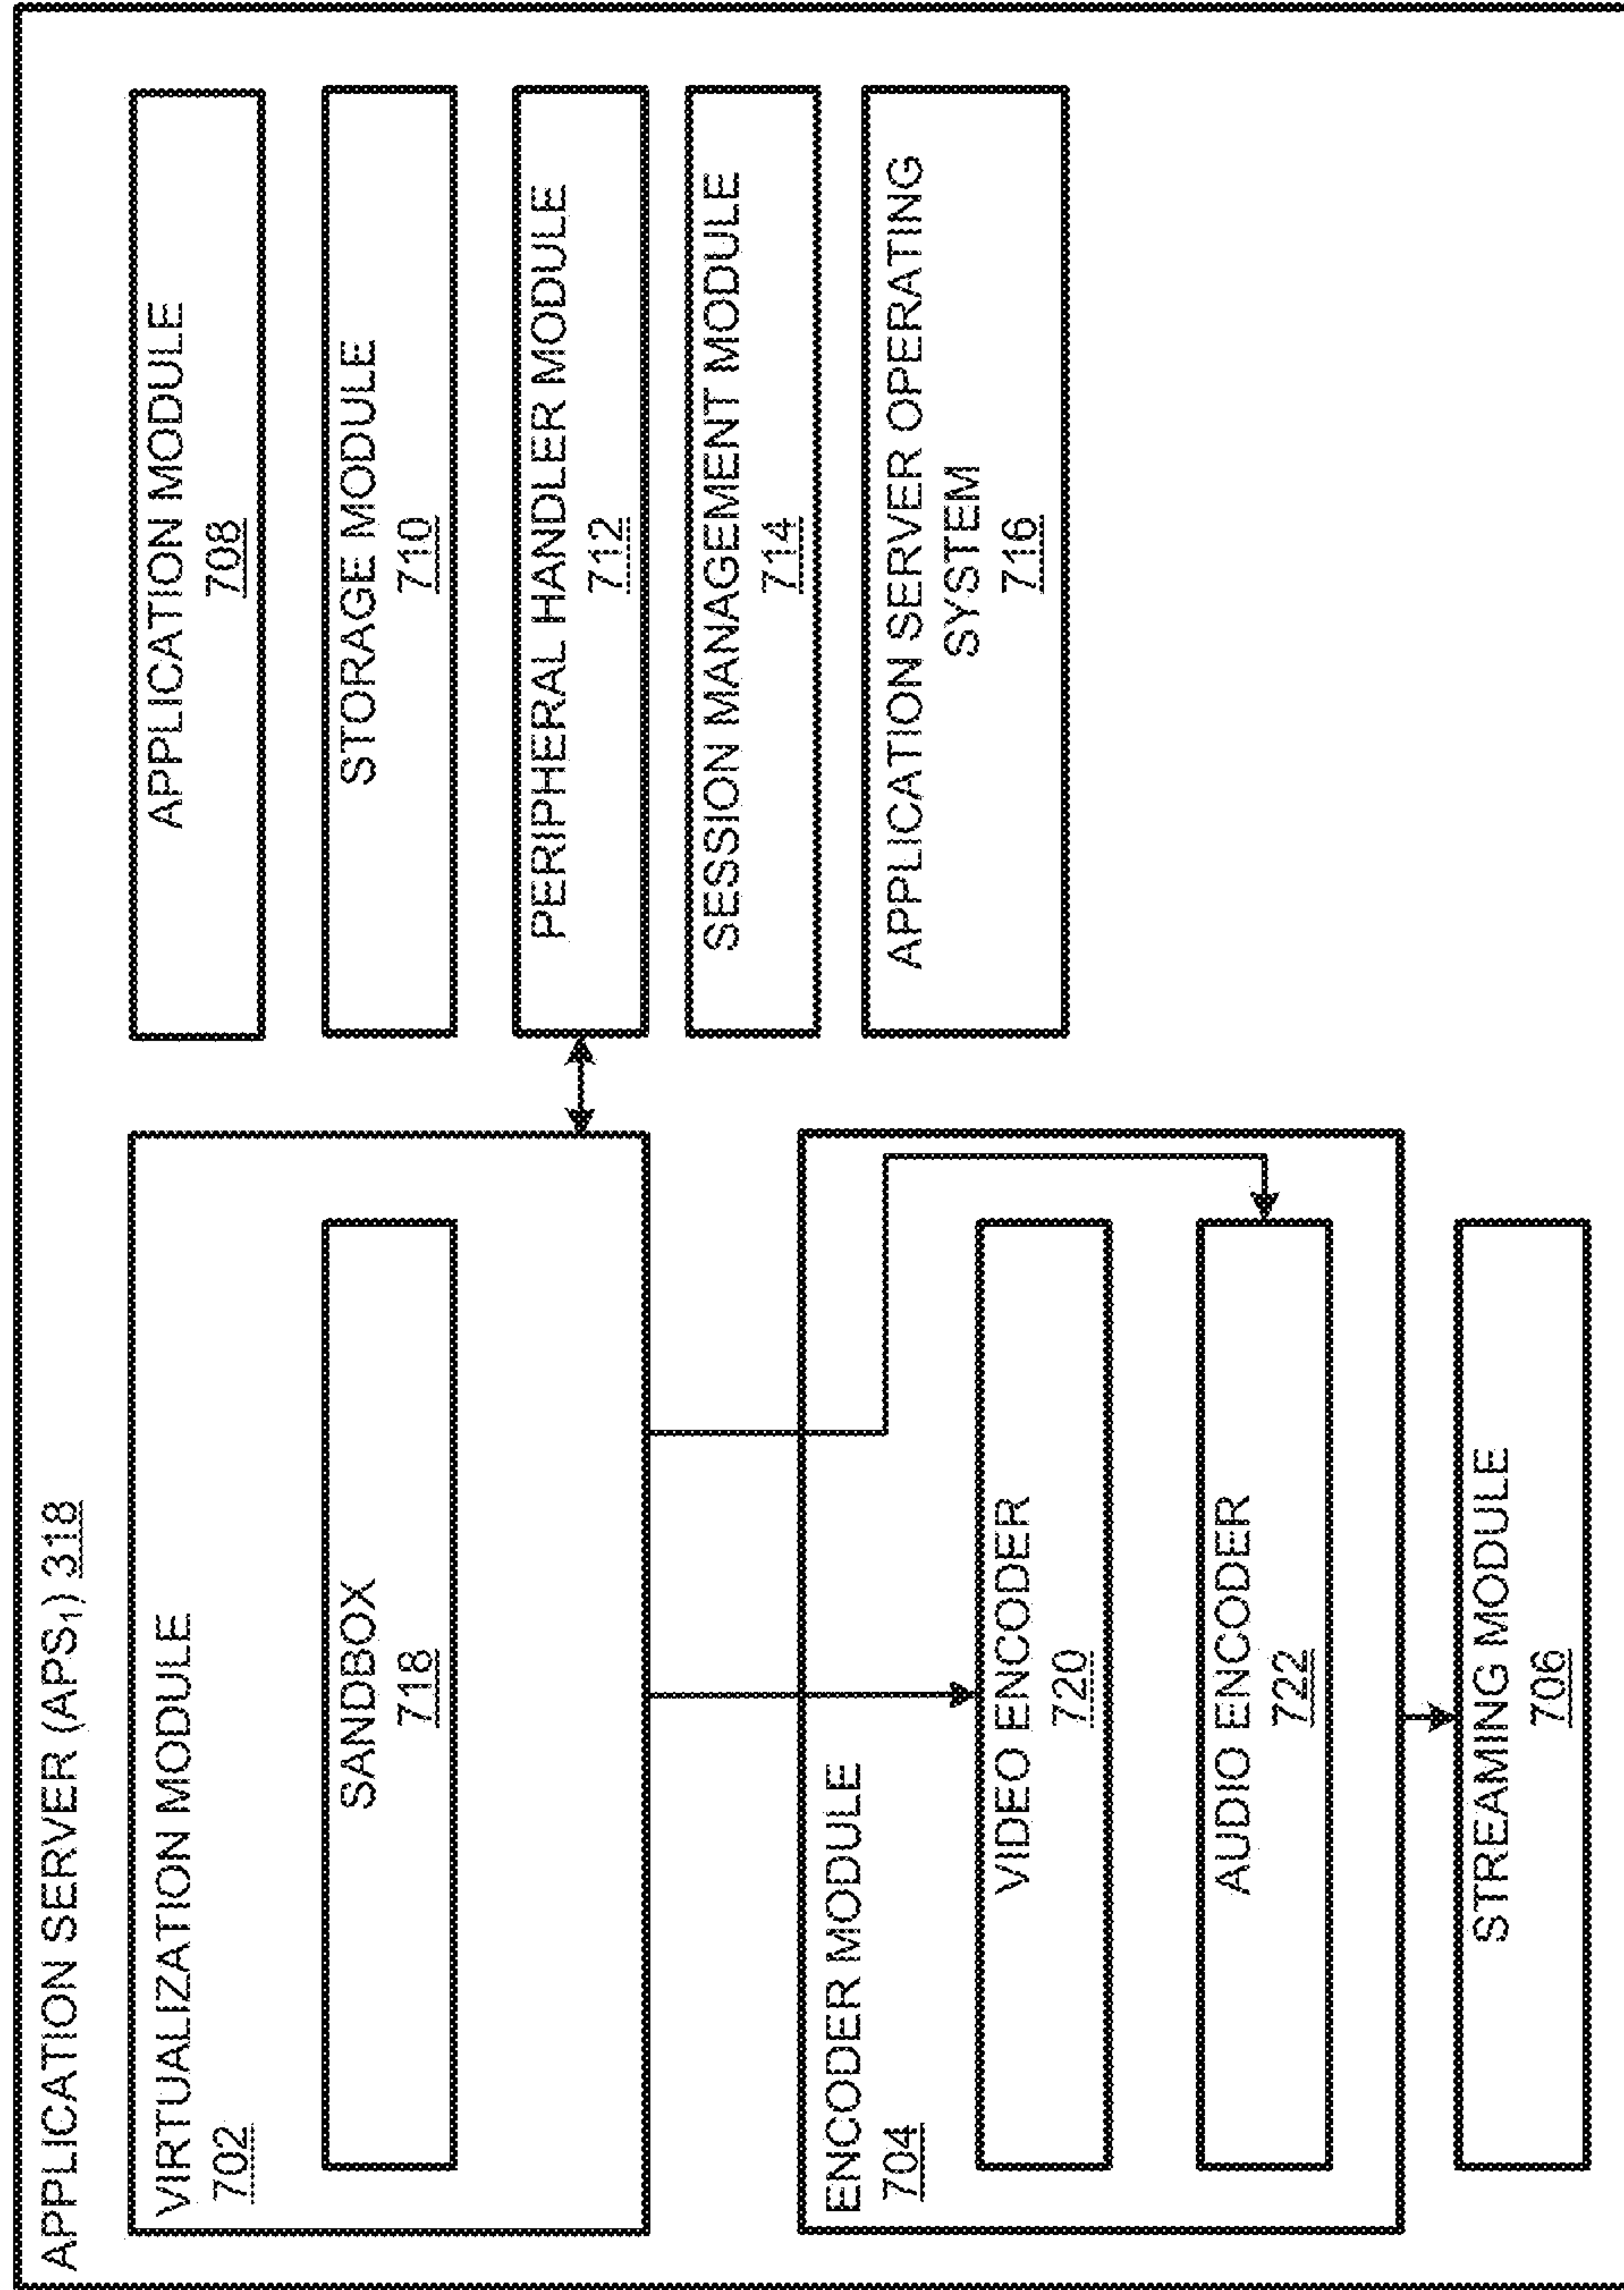 APPLICATION SERVER (APS₁) 318
VIRTUALIZATION MODULE
702
SANDBOX
718
ENCODER MODULE
704
VIDEO ENCODER
720
AUDIO ENCODER
722
STREAMING MODULE
706
APPLICATION MODULE
708
STORAGE MODULE
710
PERIPHERAL HANDLER MODULE
712
SESSION MANAGEMENT MODULE
714
APPLICATION SERVER OPERATING
SYSTEM
716